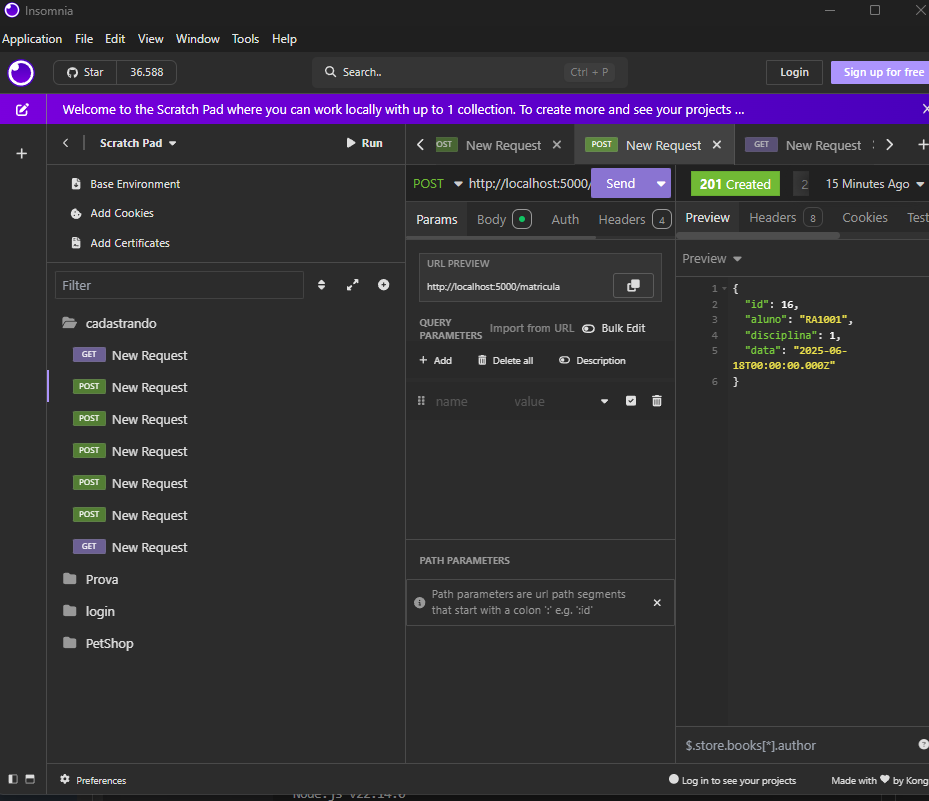 Insomnia
Application File Edit View Window Tools Help
Star 36.588 Search.. Ctrl + P Login Sign up for free
Welcome to the Scratch Pad where you can work locally with up to 1 collection. To create more and see your projects ...
Scratch Pad Run
Base Environment
Add Cookies
Add Certificates
Filter
cadastrando
GET New Request
POST New Request
POST New Request
POST New Request
POST New Request
POST New Request
GET New Request
Prova
login
PetShop
OST New Request POST New Request GET New Request
POST http://localhost:5000/ Send
Params Body Auth Headers 4
URL PREVIEW
http://localhost:5000/matricula
QUERY PARAMETERS Import from URL Bulk Edit
Add Delete all Description
name value
PATH PARAMETERS
Path parameters are url path segments
that start with a colon ':' e.g. ':id'
201 Created 2 15 Minutes Ago
Preview Headers 8 Cookies Test
Preview
1 {
2 "id": 16,
3 "aluno": "RA1001",
4 "disciplina": 1,
5 "data": "2025-06-
18T00:00:00.000Z"
6 }
$.store.books[*].author
Preferences Log in to see your projects Made with ♥ by Kong